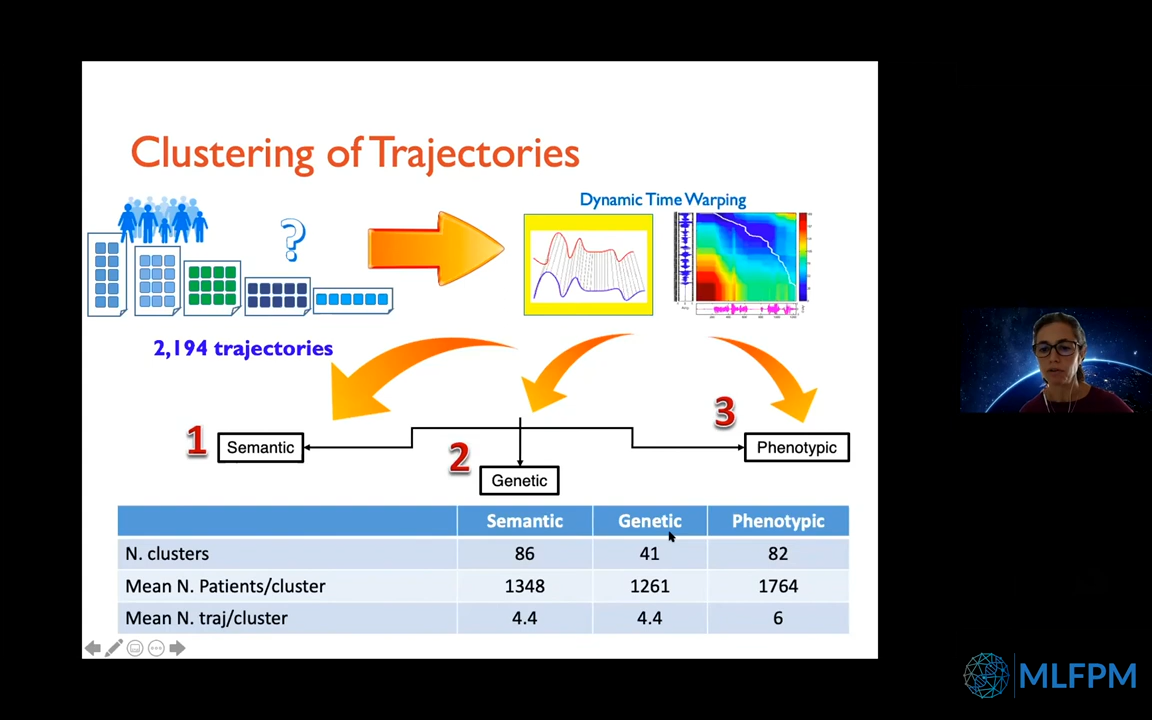 Clustering of Trajectories
Dynamic Time Warping
?
2,194 trajectories
1
Semantic
2
Genetic
3
Phenotypic
Semantic Genetic Phenotypic
N. clusters 86 41 82
Mean N. Patients/cluster 1348 1261 1764
Mean N. traj/cluster 4.4 4.4 6
MLFPM